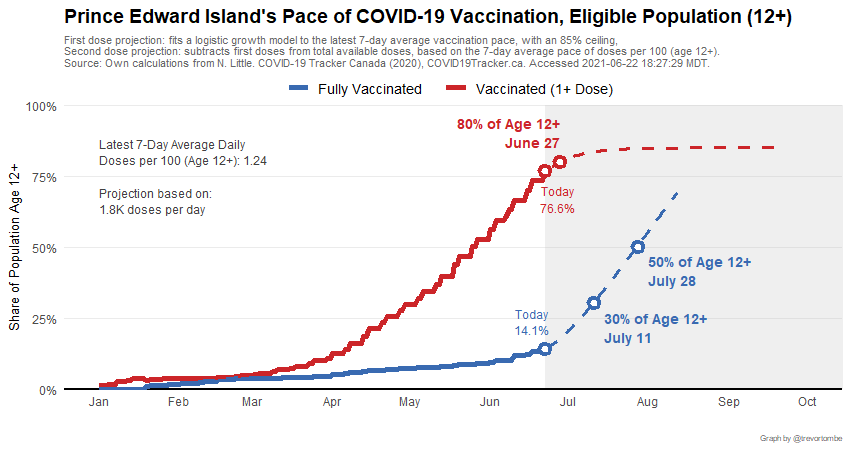 Prince Edward Island's Pace of COVID-19 Vaccination, Eligible Population (12+)
First dose projection: fits a logistic growth model to the latest 7-day average vaccination pace, with an 85% ceiling,
Second dose projection: subtracts first doses from total available doses, based on the 7-day average pace of doses per 100 (age 12+).
Source: Own calculations from N. Little. COVID-19 Tracker Canada (2020), COVID19Tracker.ca. Accessed 2021-06-22 18:27:29 MDT.
Fully Vaccinated
Vaccinated (1+ Dose)
Share of Population Age 12+
100%
75%
50%
25%
0%
Latest 7-Day Average Daily
Doses per 100 (Age 12+): 1.24
Projection based on:
1.8K doses per day
80% of Age 12+
June 27
Today
76.6%
50% of Age 12+
July 28
Today
14.1%
30% of Age 12+
July 11
Jan
Feb
Mar
Apr
May
Jun
Jul
Aug
Sep
Oct
Graph by @trevortombe